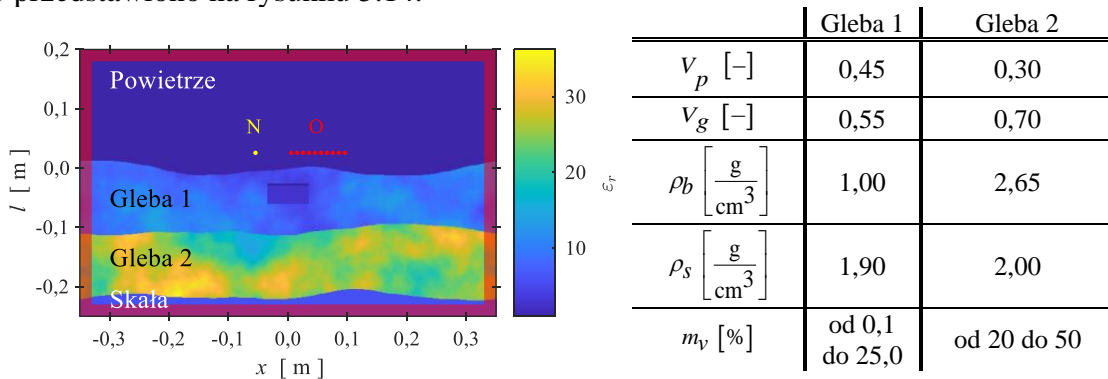 przedstawiono na rysunku 3.14.
0,2
0,1
0,0
-0,1
-0,2
l [ m ]
Powietrze
N
O
Gleba 1
Gleba 2
Skała
-0,3 -0,2 -0,1 0,0 0,1 0,2 0,3
x [ m ]
30
20
10
εr
Gleba 1 Gleba 2
Vp [−] 0,45 0,30
Vg [−] 0,55 0,70
ρb [g/cm³] 1,00 2,65
ρs [g/cm³] 1,90 2,00
mv [%] od 0,1 do 25,0 od 20 do 50